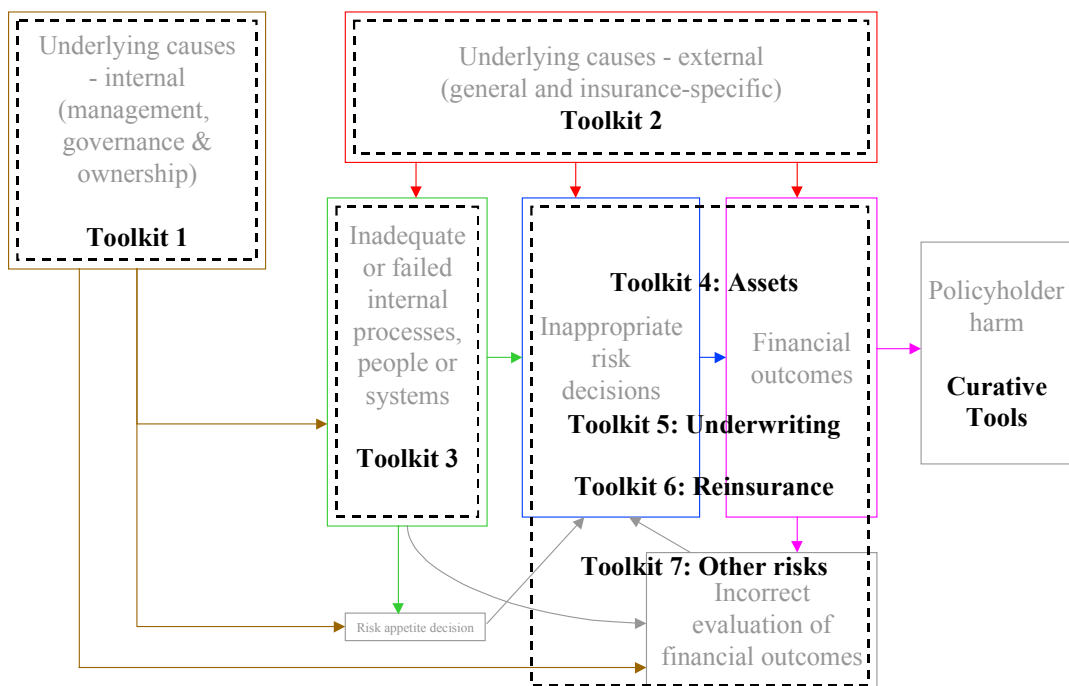 Underlying causes
- internal
(management,
governance &
ownership)
Toolkit 1
Underlying causes - external
(general and insurance-specific)
Toolkit 2
Inadequate
or failed
internal
processes,
people or
systems
Toolkit 3
Toolkit 4: Assets
Inappropriate
risk
decisions
Financial
outcomes
Toolkit 5: Underwriting
Toolkit 6: Reinsurance
Toolkit 7: Other risks
Policyholder
harm
Curative
Tools
Risk appetite decision
Incorrect
evaluation of
financial outcomes